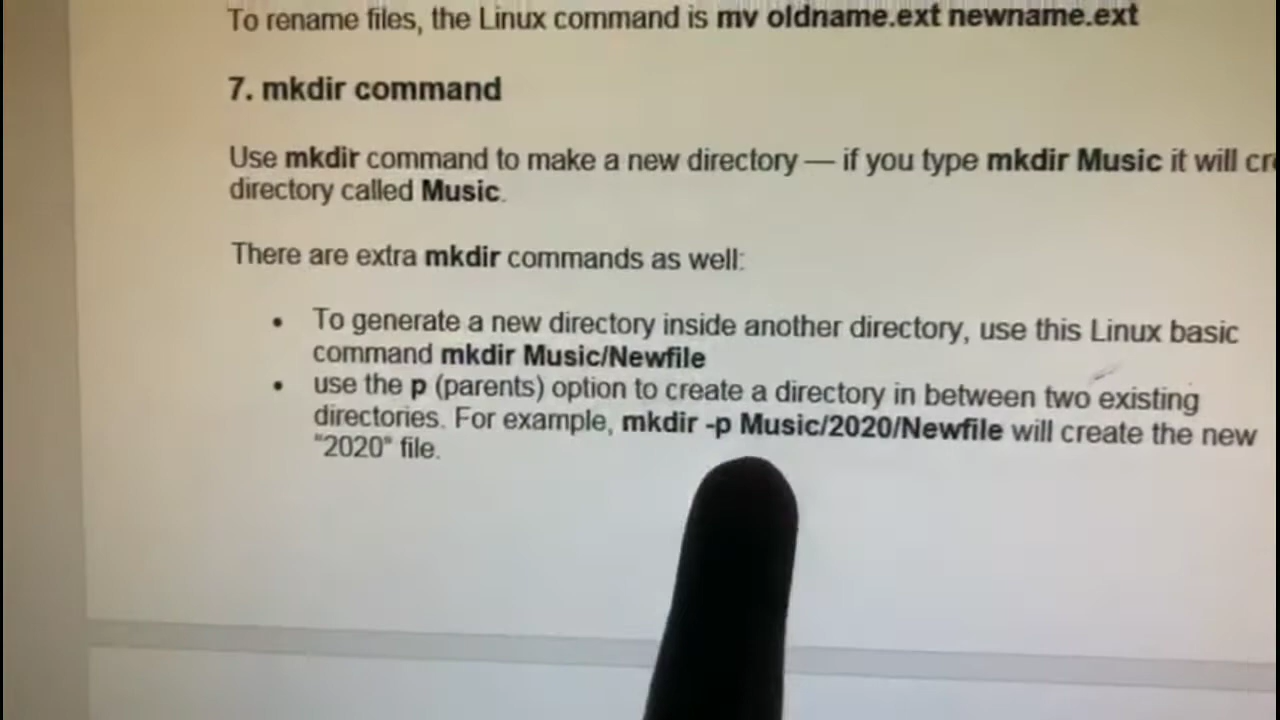 To rename files, the Linux command is mv oldname.ext newname.ext
7. mkdir command
Use mkdir command to make a new directory — if you type mkdir Music it will
directory called Music.
There are extra mkdir commands as well:
• To generate a new directory inside another directory, use this Linux basic
command mkdir Music/Newfile
• use the p (parents) option to create a directory in between two existing
directories. For example, mkdir -p Music/2020/Newfile will create the new
"2020" file.